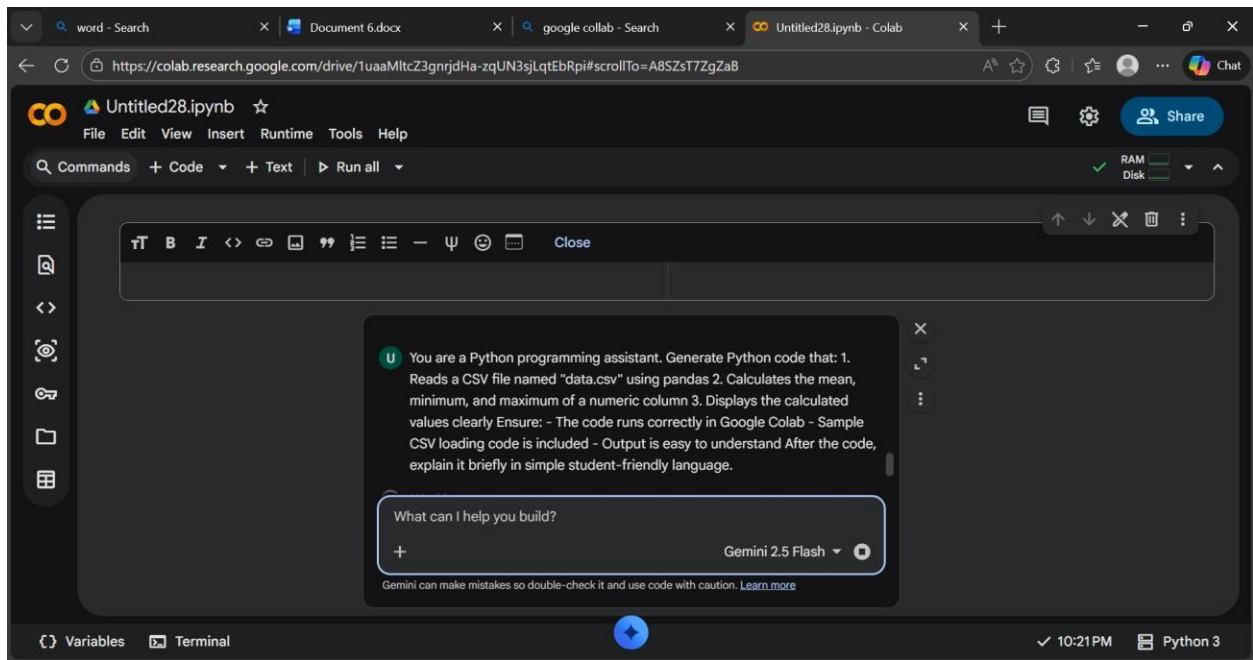 word - Search
Document 6.docx
google collab - Search
Untitled28.ipynb - Colab
https://colab.research.google.com/drive/1uaaMltcZ3gnrjdHa-zqUN3sjLqtEbRpi#scrollTo=A8SZsT7ZgZaB
Chat
Untitled28.ipynb
Share
File Edit View Insert Runtime Tools Help
Commands + Code + Text Run all
RAM
Disk
Close
U You are a Python programming assistant. Generate Python code that: 1.
Reads a CSV file named "data.csv" using pandas 2. Calculates the mean,
minimum, and maximum of a numeric column 3. Displays the calculated
values clearly Ensure: - The code runs correctly in Google Colab - Sample
CSV loading code is included - Output is easy to understand After the code,
explain it briefly in simple student-friendly language.
What can I help you build?
Gemini 2.5 Flash
Gemini can make mistakes so double-check it and use code with caution. Learn more
Variables Terminal
10:21 PM Python 3